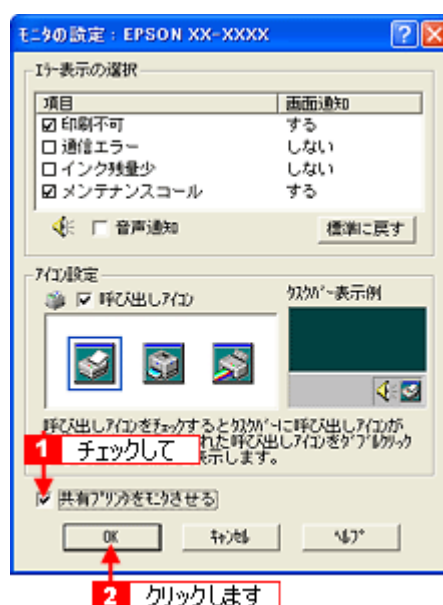 ﾓﾆﾀの設定：EPSON XX-XXXX
ｴﾗｰ表示の選択
項目 画面通知
印刷不可 する
通信エラー しない
インク残量少 しない
メンテナンスコール する
音声通知 標準に戻す
ｱｲｺﾝ設定
呼び出しｱｲｺﾝ ﾀｽｸﾊﾞｰ表示例
呼び出しｱｲｺﾝをﾁｪｯｸするとﾀｽｸﾊﾞｰに呼び出しｱｲｺﾝが
れた呼び出しｱｲｺﾝをﾀﾞﾌﾞﾙｸﾘｯｸ
1 チェックして
示します。
共有ﾌﾟﾘﾝﾀをﾓﾆﾀさせる
OK ｷｬﾝｾﾙ ﾍﾙﾌﾟ
2 クリックします